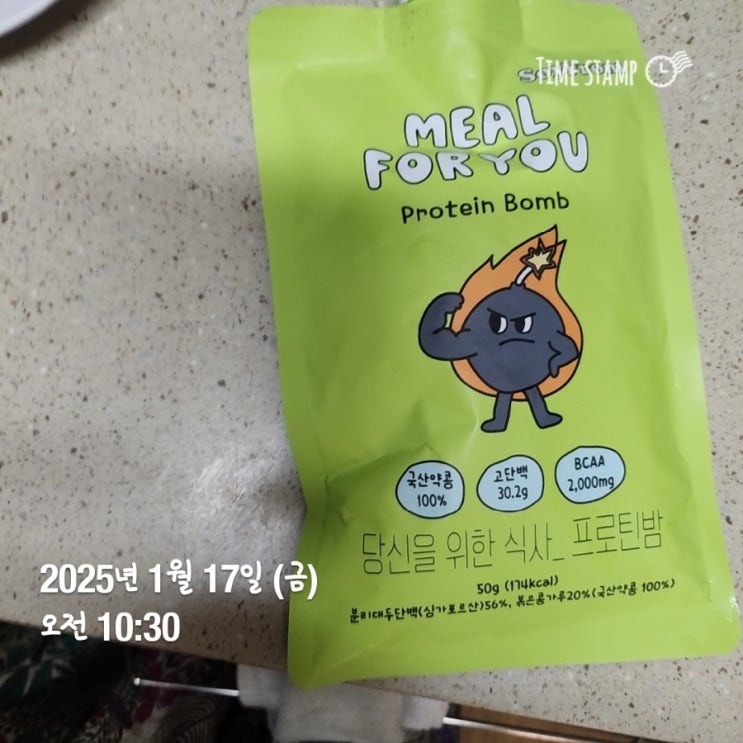 TIME STAMP
MEAL
FOR YOU
Protein Bomb
국산약콩
100%
고단백
30.2g
BCAA
2,000mg
당신을 위한 식사_ 프로틴밤
50g (174kcal)
분리대두단백(싱가포르산)56%, 볶은콩가루20%(국산약콩 100%)
2025년 1월 17일 (금)
오전 10:30